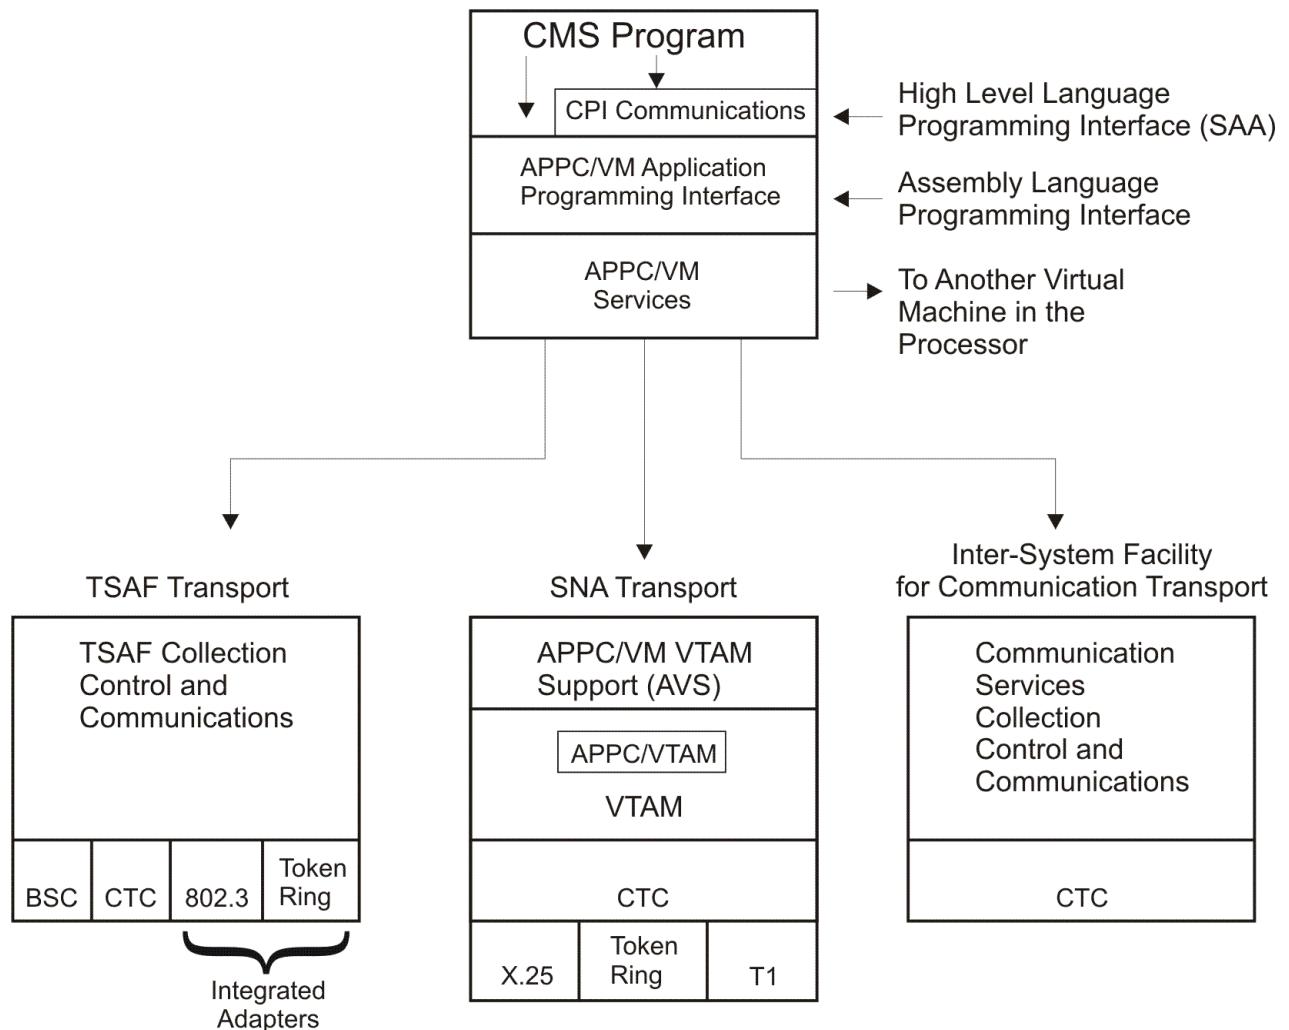 CMS Program
CPI Communications
High Level Language
Programming Interface (SAA)
APPC/VM Application
Programming Interface
Assembly Language
Programming Interface
APPC/VM
Services
To Another Virtual
Machine in the
Processor
TSAF Transport
TSAF Collection
Control and
Communications
BSC
CTC
802.3
Token
Ring
Integrated
Adapters
SNA Transport
APPC/VM VTAM
Support (AVS)
APPC/VTAM
VTAM
CTC
X.25
Token
Ring
T1
Inter-System Facility
for Communication Transport
Communication
Services
Collection
Control and
Communications
CTC